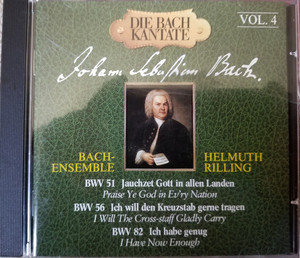 DIE BACH
KANTATE
VOL. 4
Johann Sebastian Bach.
BACH-
ENSEMBLE
HELMUTH
RILLING
BWV 51 Jauchzet Gott in allen Landen
Praise Ye God in Ev'ry Nation
BWV 56 Ich will den Kreuzstab gerne tragen
I Will The Cross-staff Gladly Carry
BWV 82 Ich habe genug
I Have Now Enough